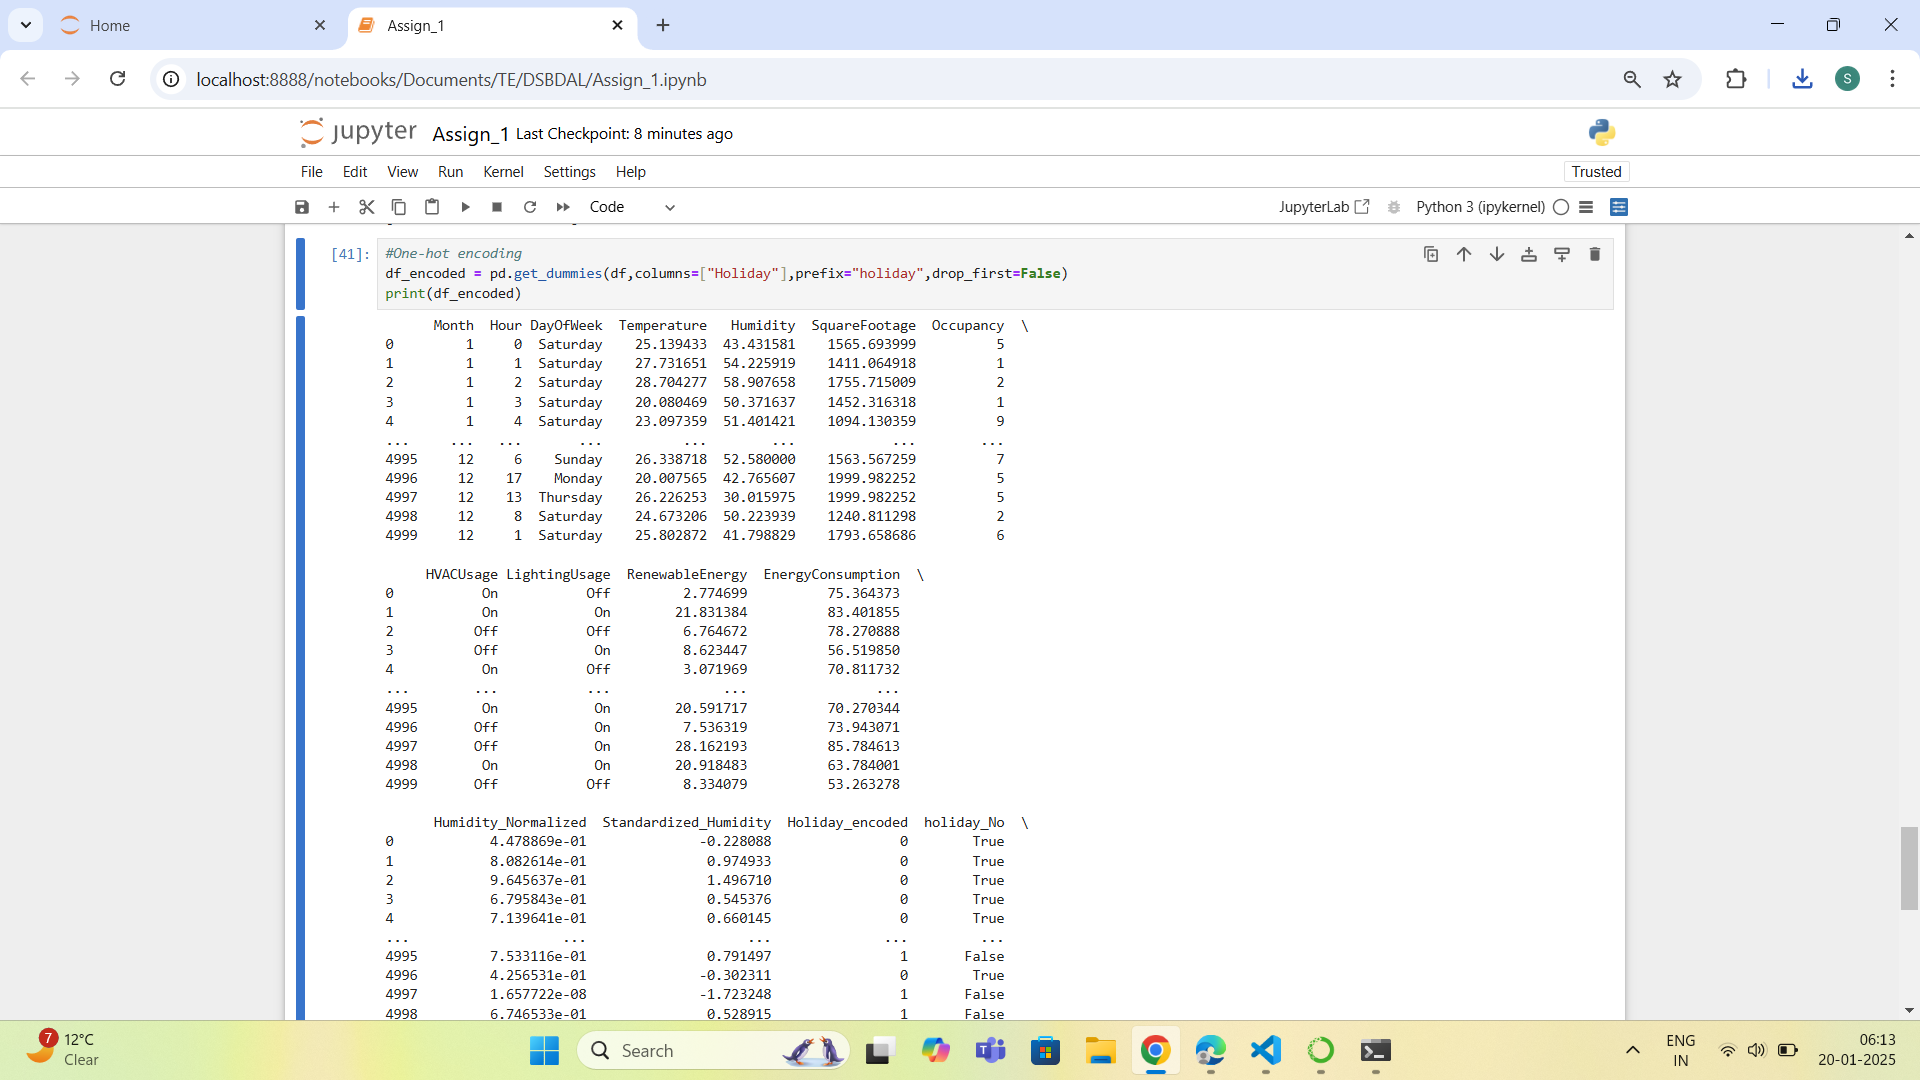 Home
Assign_1
localhost:8888/notebooks/Documents/TE/DSBDAL/Assign_1.ipynb
S
jupyter Assign_1 Last Checkpoint: 8 minutes ago
File Edit View Run Kernel Settings Help
Trusted
Code
JupyterLab
Python 3 (ipykernel)
[41]:
#One-hot encoding
df_encoded = pd.get_dummies(df,columns=["Holiday"],prefix="holiday",drop_first=False)
print(df_encoded)
Month Hour DayOfWeek Temperature Humidity SquareFootage Occupancy \
0 1 0 Saturday 25.139433 43.431581 1565.693999 5
1 1 1 Saturday 27.731651 54.225919 1411.064918 1
2 1 2 Saturday 28.704277 58.907658 1755.715009 2
3 1 3 Saturday 20.080469 50.371637 1452.316318 1
4 1 4 Saturday 23.097359 51.401421 1094.130359 9
... ... ... ... ... ... ... ...
4995 12 6 Sunday 26.338718 52.580000 1563.567259 7
4996 12 17 Monday 20.007565 42.765607 1999.982252 5
4997 12 13 Thursday 26.226253 30.015975 1999.982252 5
4998 12 8 Saturday 24.673206 50.223939 1240.811298 2
4999 12 1 Saturday 25.802872 41.798829 1793.658686 6
HVACUsage LightingUsage RenewableEnergy EnergyConsumption \
0 On Off 2.774699 75.364373
1 On On 21.831384 83.401855
2 Off Off 6.764672 78.270888
3 Off On 8.623447 56.519850
4 On Off 3.071969 70.811732
... ... ... ... ...
4995 On On 20.591717 70.270344
4996 Off On 7.536319 73.943071
4997 Off On 28.162193 85.784613
4998 On On 20.918483 63.784001
4999 Off Off 8.334079 53.263278
Humidity_Normalized Standardized_Humidity Holiday_encoded holiday_No \
0 4.478869e-01 -0.228088 0 True
1 8.082614e-01 0.974933 0 True
2 9.645637e-01 1.496710 0 True
3 6.795843e-01 0.545376 0 True
4 7.139641e-01 0.660145 0 True
... ... ... ... ...
4995 7.533116e-01 0.791497 1 False
4996 4.256531e-01 -0.302311 0 True
4997 1.657722e-08 -1.723248 1 False
4998 6.746533e-01 0.528915 1 False
7
12°C
Clear
Search
ENG
IN
06:13
20-01-2025